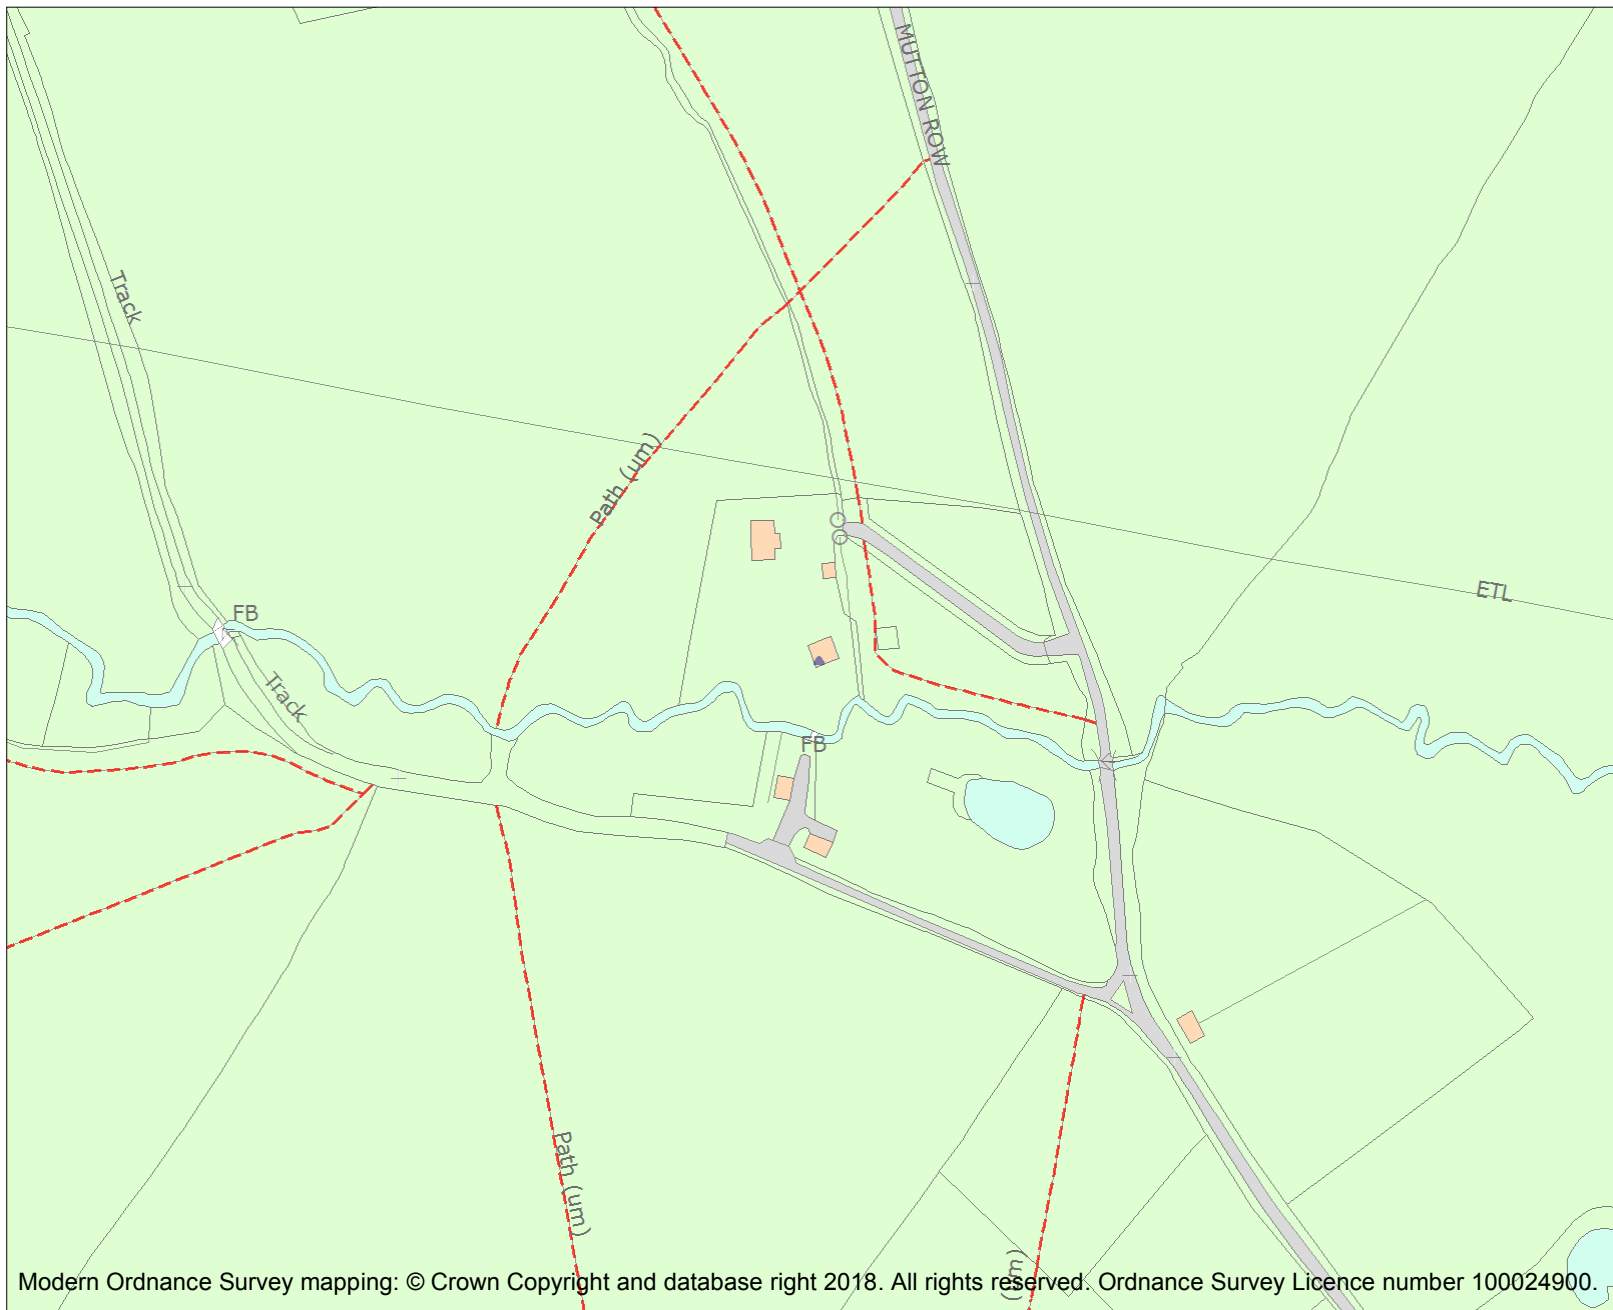 MUTTON ROW
Track
Path (um)
ETL
FB
Track
FB
Path (um)
(um)
Modern Ordnance Survey mapping: © Crown Copyright and database right 2018. All rights reserved. Ordnance Survey Licence number 100024900.